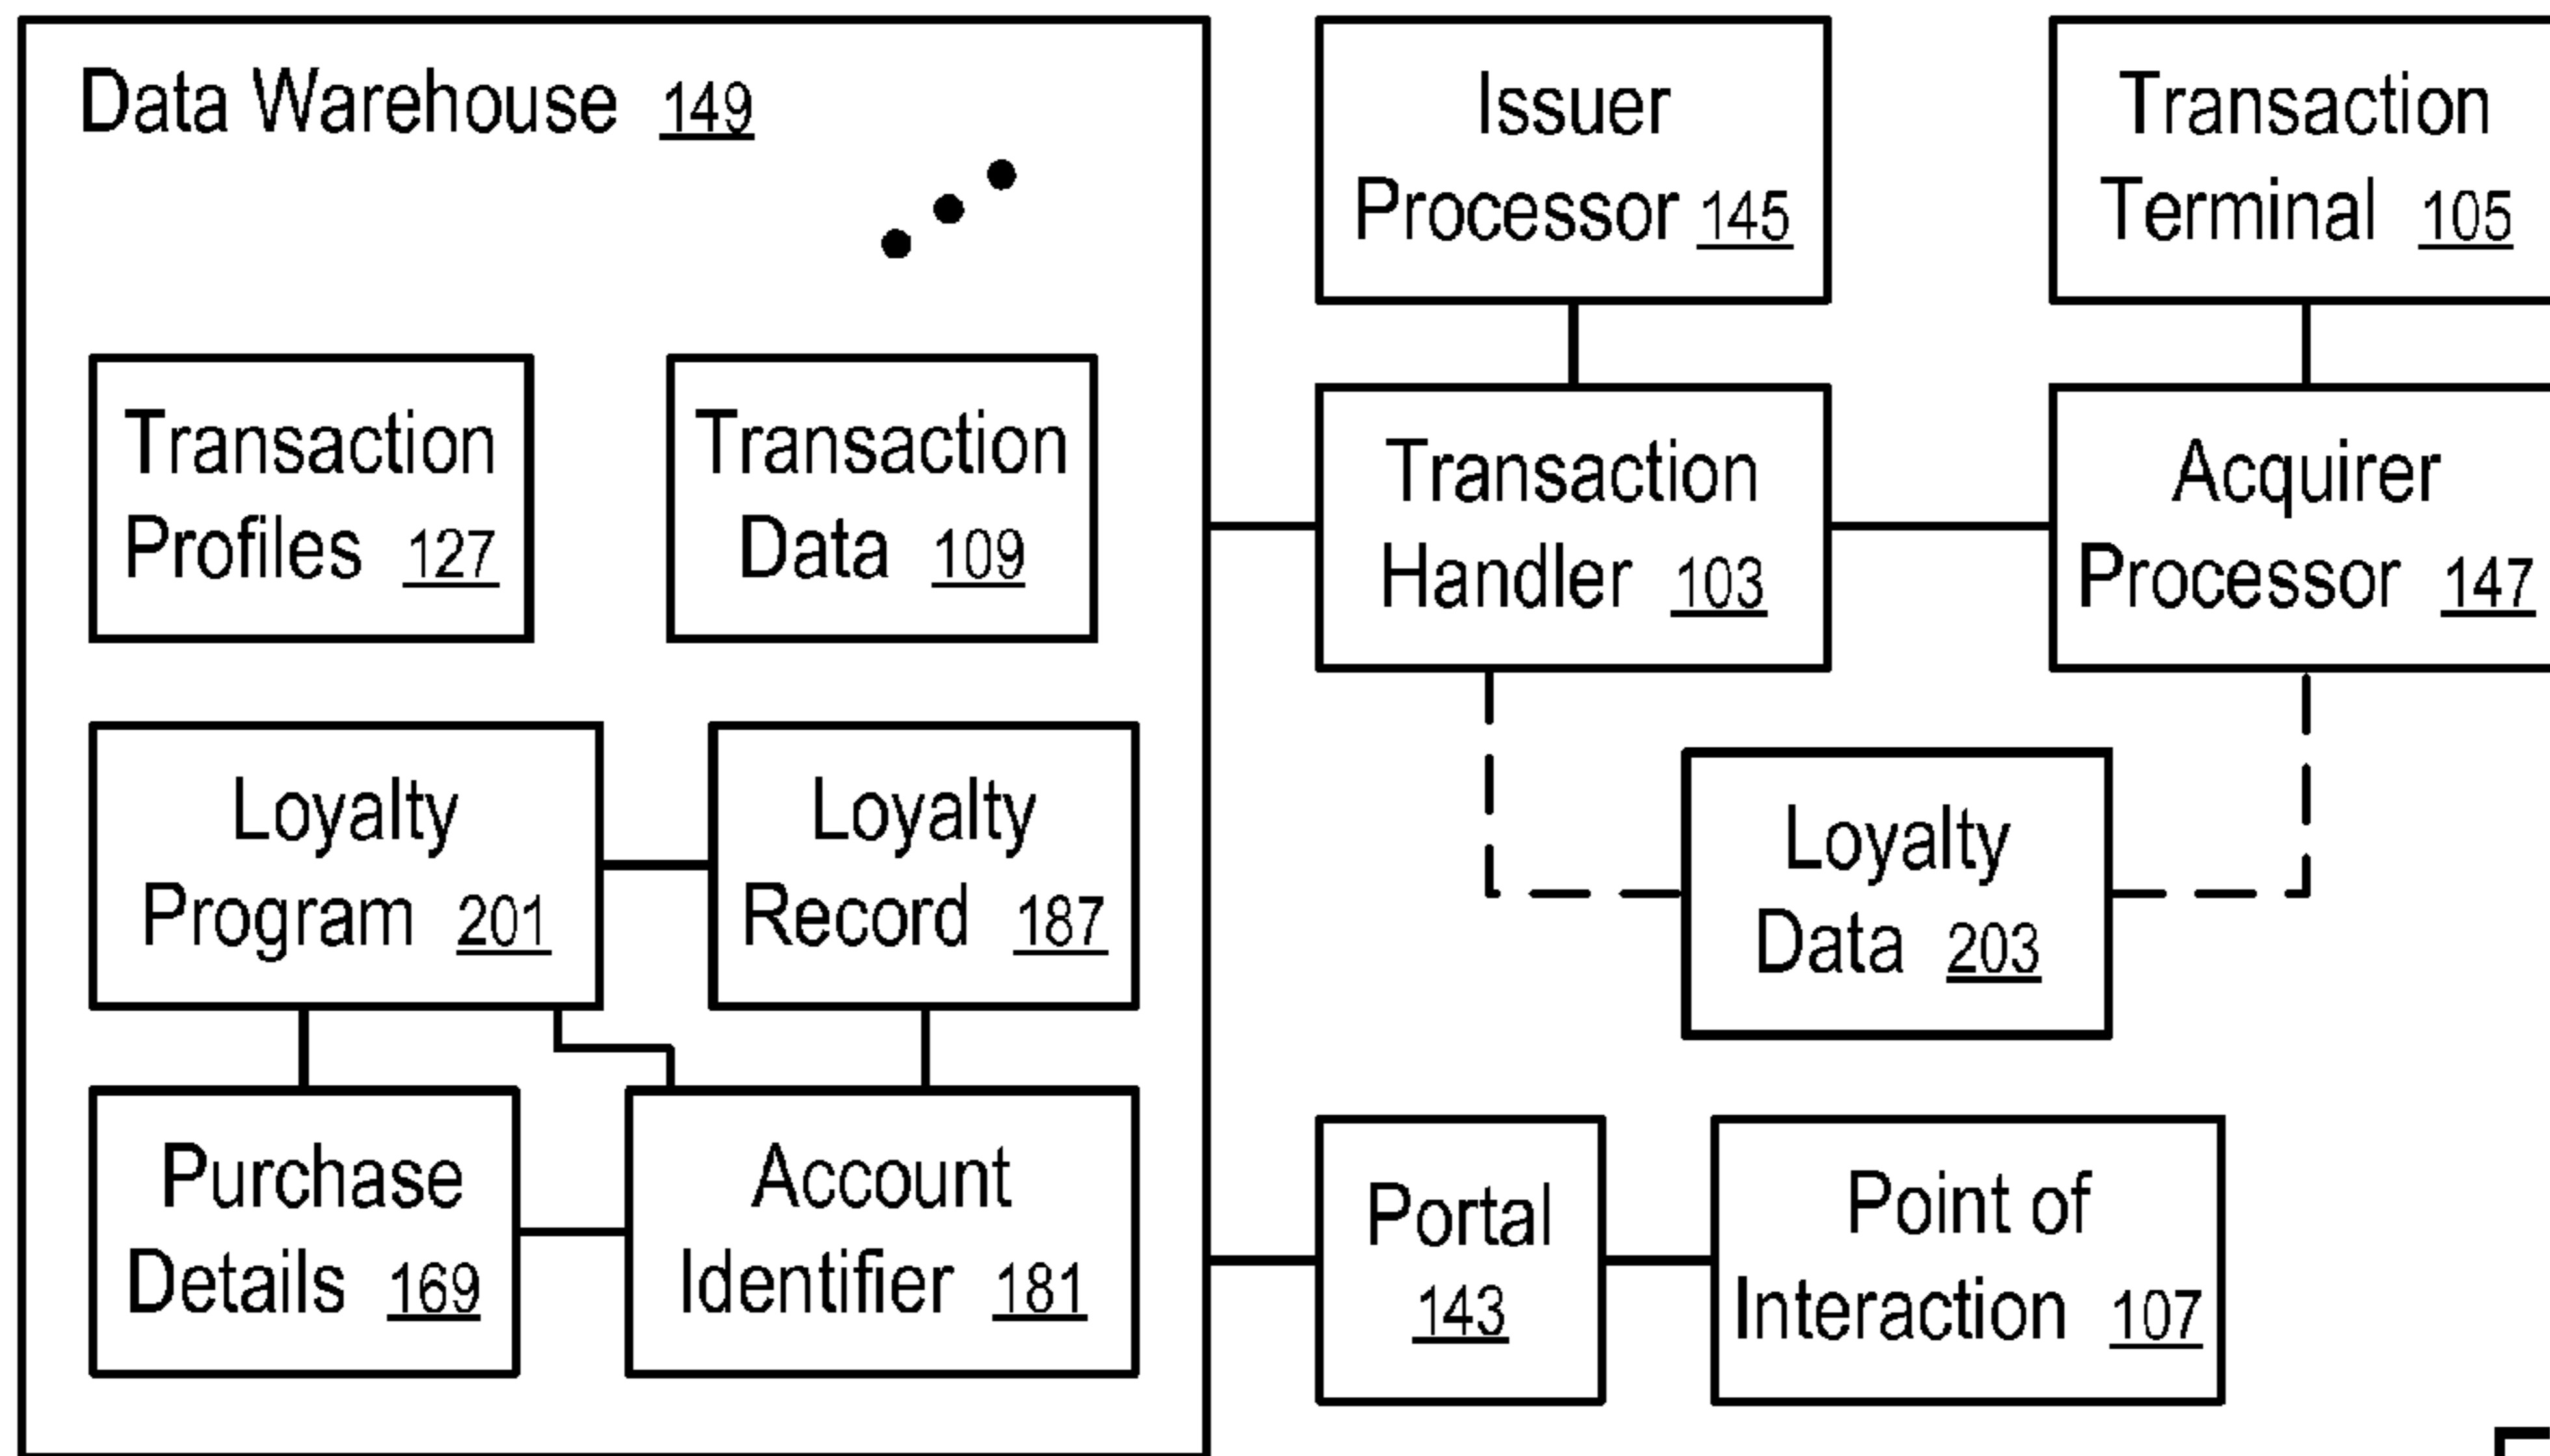 Data Warehouse 149
Transaction
Profiles 127
Transaction
Data 109
Loyalty
Program 201
Loyalty
Record 187
Purchase
Details 169
Account
Identifier 181
Issuer
Processor 145
Transaction
Terminal 105
Transaction
Handler 103
Acquirer
Processor 147
Loyalty
Data 203
Portal
143
Point of
Interaction 107